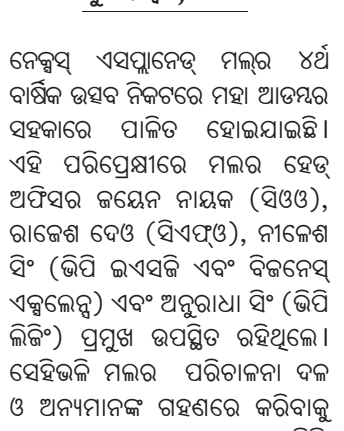 ନେକ୍ସସ୍ ଏସପ୍ଲାନେଡ୍ ମଲ୍‌ର ୪ର୍ଥ
ବାର୍ଷିକ ଉତ୍ସବ ନିକଟରେ ମହା ଆଡମ୍ବର
ସହକାରେ ପାଳିତ ହୋଇଯାଇଛି।
ଏହି ପରିପ୍ରେକ୍ଷୀରେ ମଲର ହେଡ୍
ଅଫିସର ଜୟେନ ନାୟକ (ସିଓଓ),
ରାଜେଶ ଦେଓ (ସିଏଫ୍‌ଓ), ନୀଳେଶ
ସିଂ (ଭିପି ଇଏସଜି ଏବଂ ବିଜନେସ୍
ଏକ୍ସଲେନ୍ସ) ଏବଂ ଅନୁରାଧା ସିଂ (ଭିପି
ଲିଜିଂ) ପ୍ରମୁଖ ଉପସ୍ଥିତ ରହିଥିଲେ।
ସେହିଭଳି ମଲର ପରିଚାଳନା ଦଳ
ଓ ଅନ୍ୟମାନଙ୍କ ଗହଣରେ କରିବାକୁ